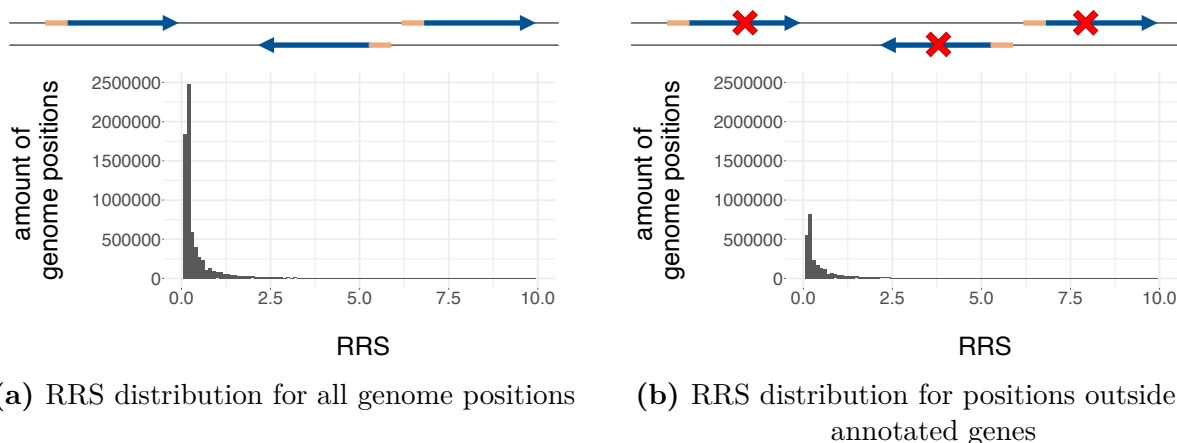 amount of
genome positions
2500000
2000000
1500000
1000000
500000
0
0.0 2.5 5.0 7.5 10.0
RRS
a) RRS distribution for all genome positions
amount of
genome positions
2500000
2000000
1500000
1000000
500000
0
0.0 2.5 5.0 7.5 10.0
RRS
(b) RRS distribution for positions outside
annotated genes